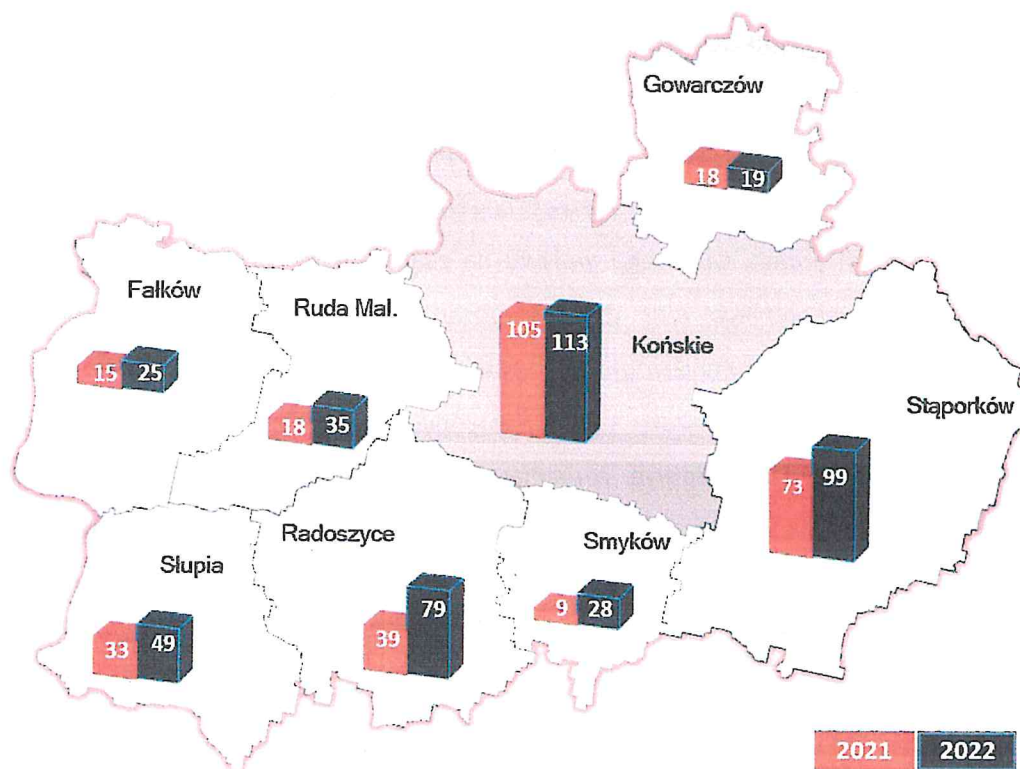 Gowarczów
18 19
Fałków
15 25
Ruda Mal.
18 35
105 113
Końskie
Stąporków
73 99
Słupia
33 49
Radoszyce
39 79
Smyków
9 28
2021 2022